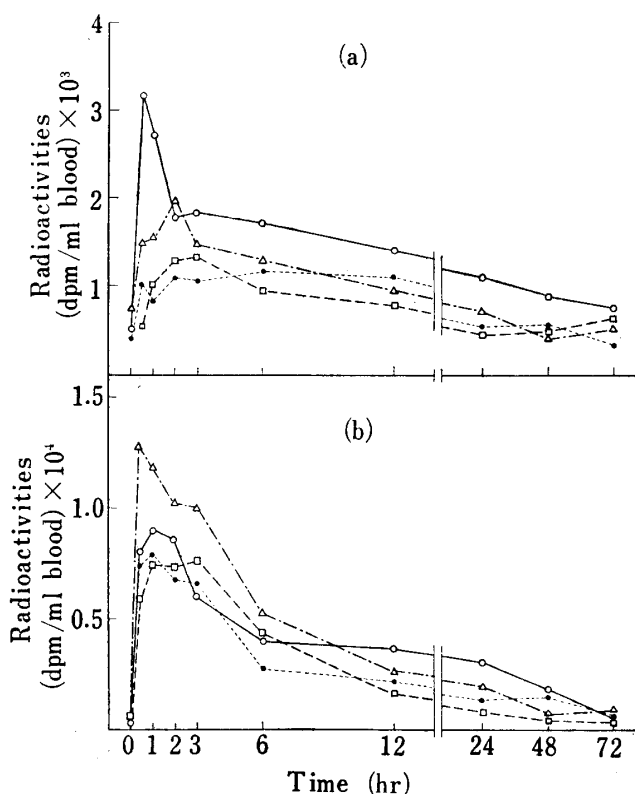 4
(a)
3
2
1
Radioactivities
(dpm/ml blood) ×10³
1.5
(b)
1.0
0.5
Radioactivities
(dpm/ml blood) ×10⁴
0 1 2 3 6 12 24 48 72
Time (hr)